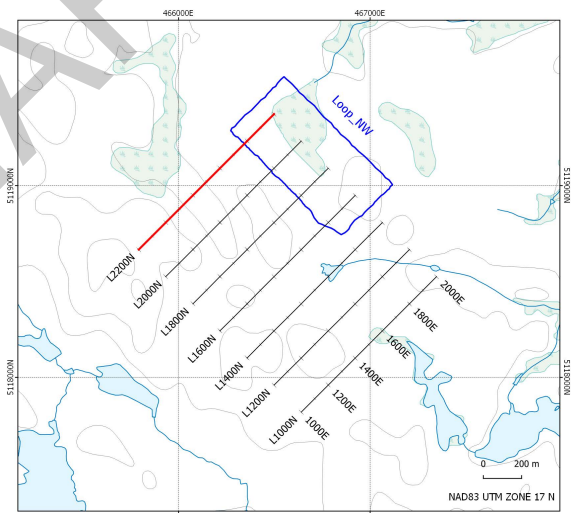 466000E
467000E
Loop_NW
5119000N
5119000N
L2200N
L2000N
L1800N
L1600N
L1400N
L1200N
L1000N
2000E
1800E
1600E
1400E
1200E
1000E
5118000N
5118000N
0 200 m
NAD83 UTM ZONE 17 N